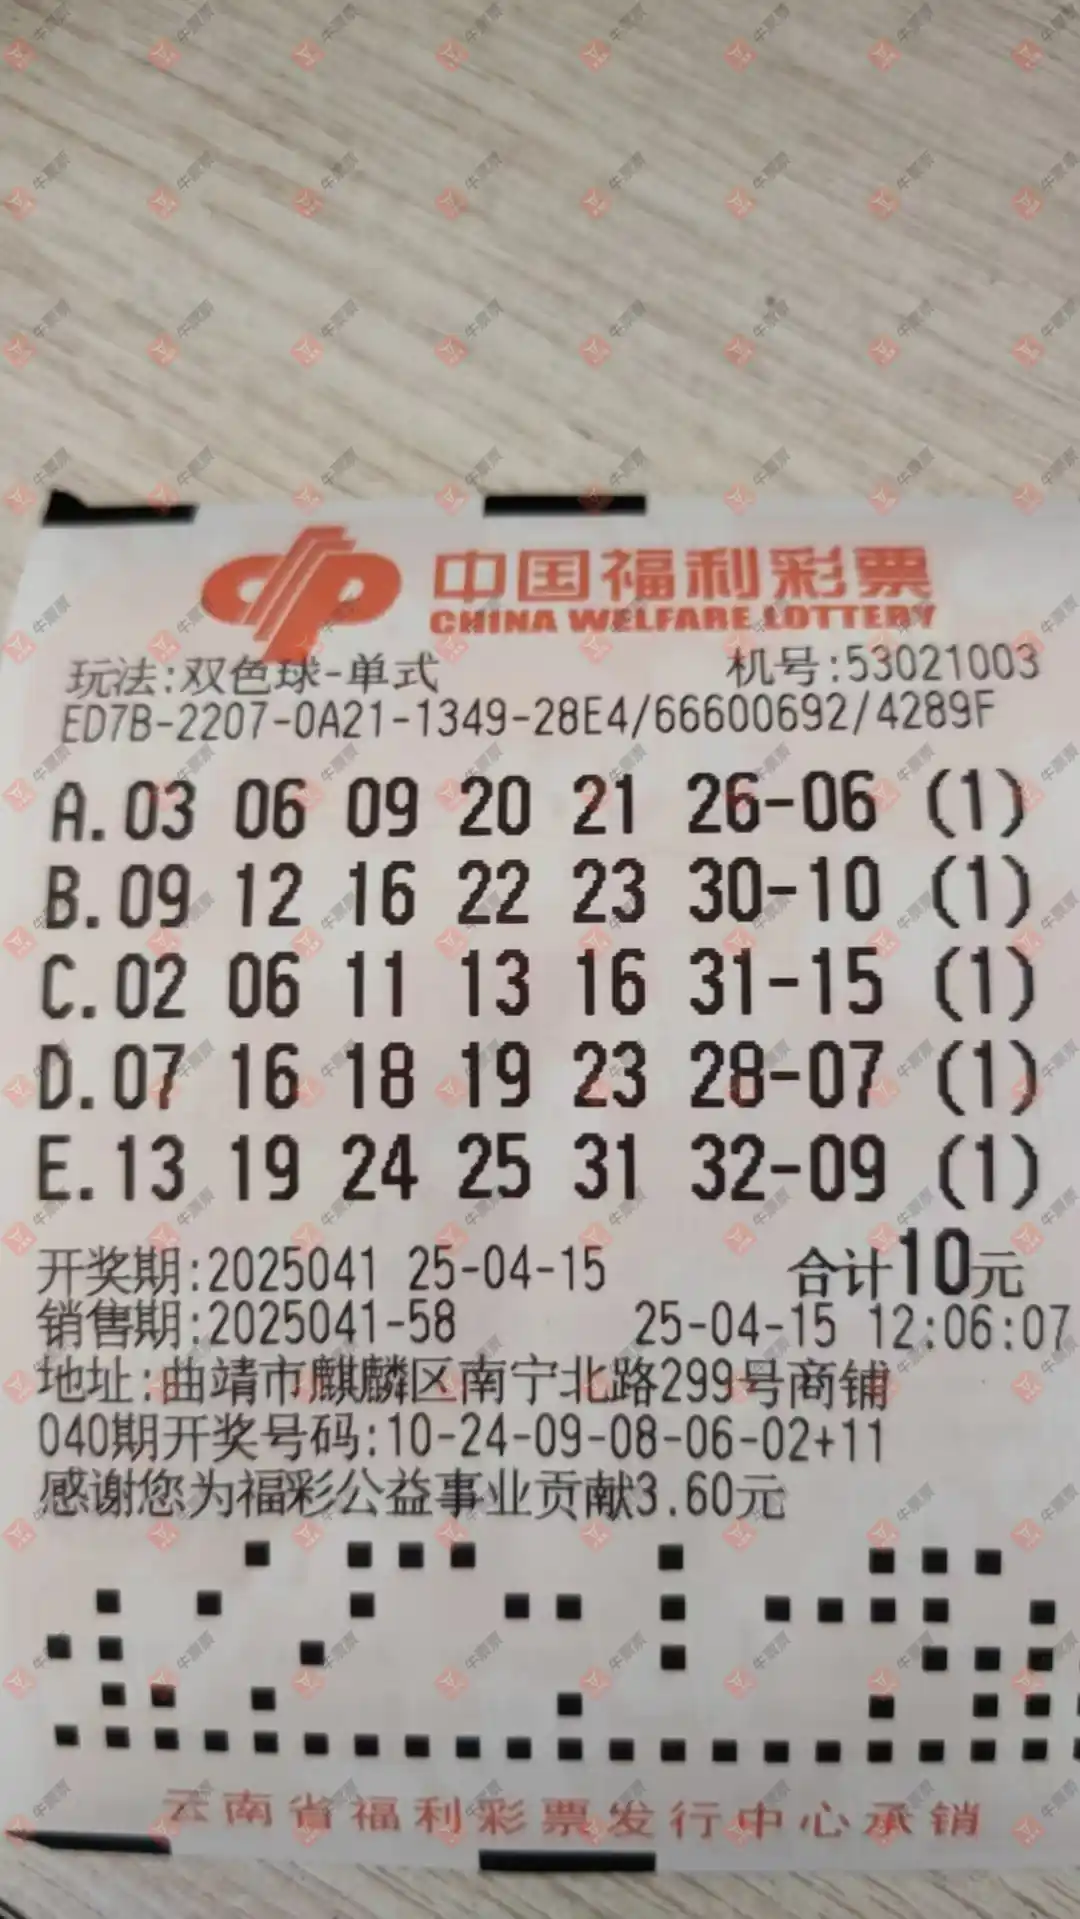 中国福利彩票
CHINA WELFARE LOTTERY
玩法:双色球-单式 机号:53021003
ED7B-2207-0A21-1349-28E4/66600692/4289F
A.03 06 09 20 21 26-06 (1)
B.09 12 16 22 23 30-10 (1)
C.02 06 11 13 16 31-15 (1)
D.07 16 18 19 23 28-07 (1)
E.13 19 24 25 31 32-09 (1)
开奖期:2025041 25-04-15 合计10元
销售期:2025041-58 25-04-15 12:06:07
地址:曲靖市麒麟区南宁北路299号商铺
040期开奖号码:10-24-09-08-06-02+11
感谢您为福彩公益事业贡献3.60元
云南省福利彩票发行中心承销
牛票票